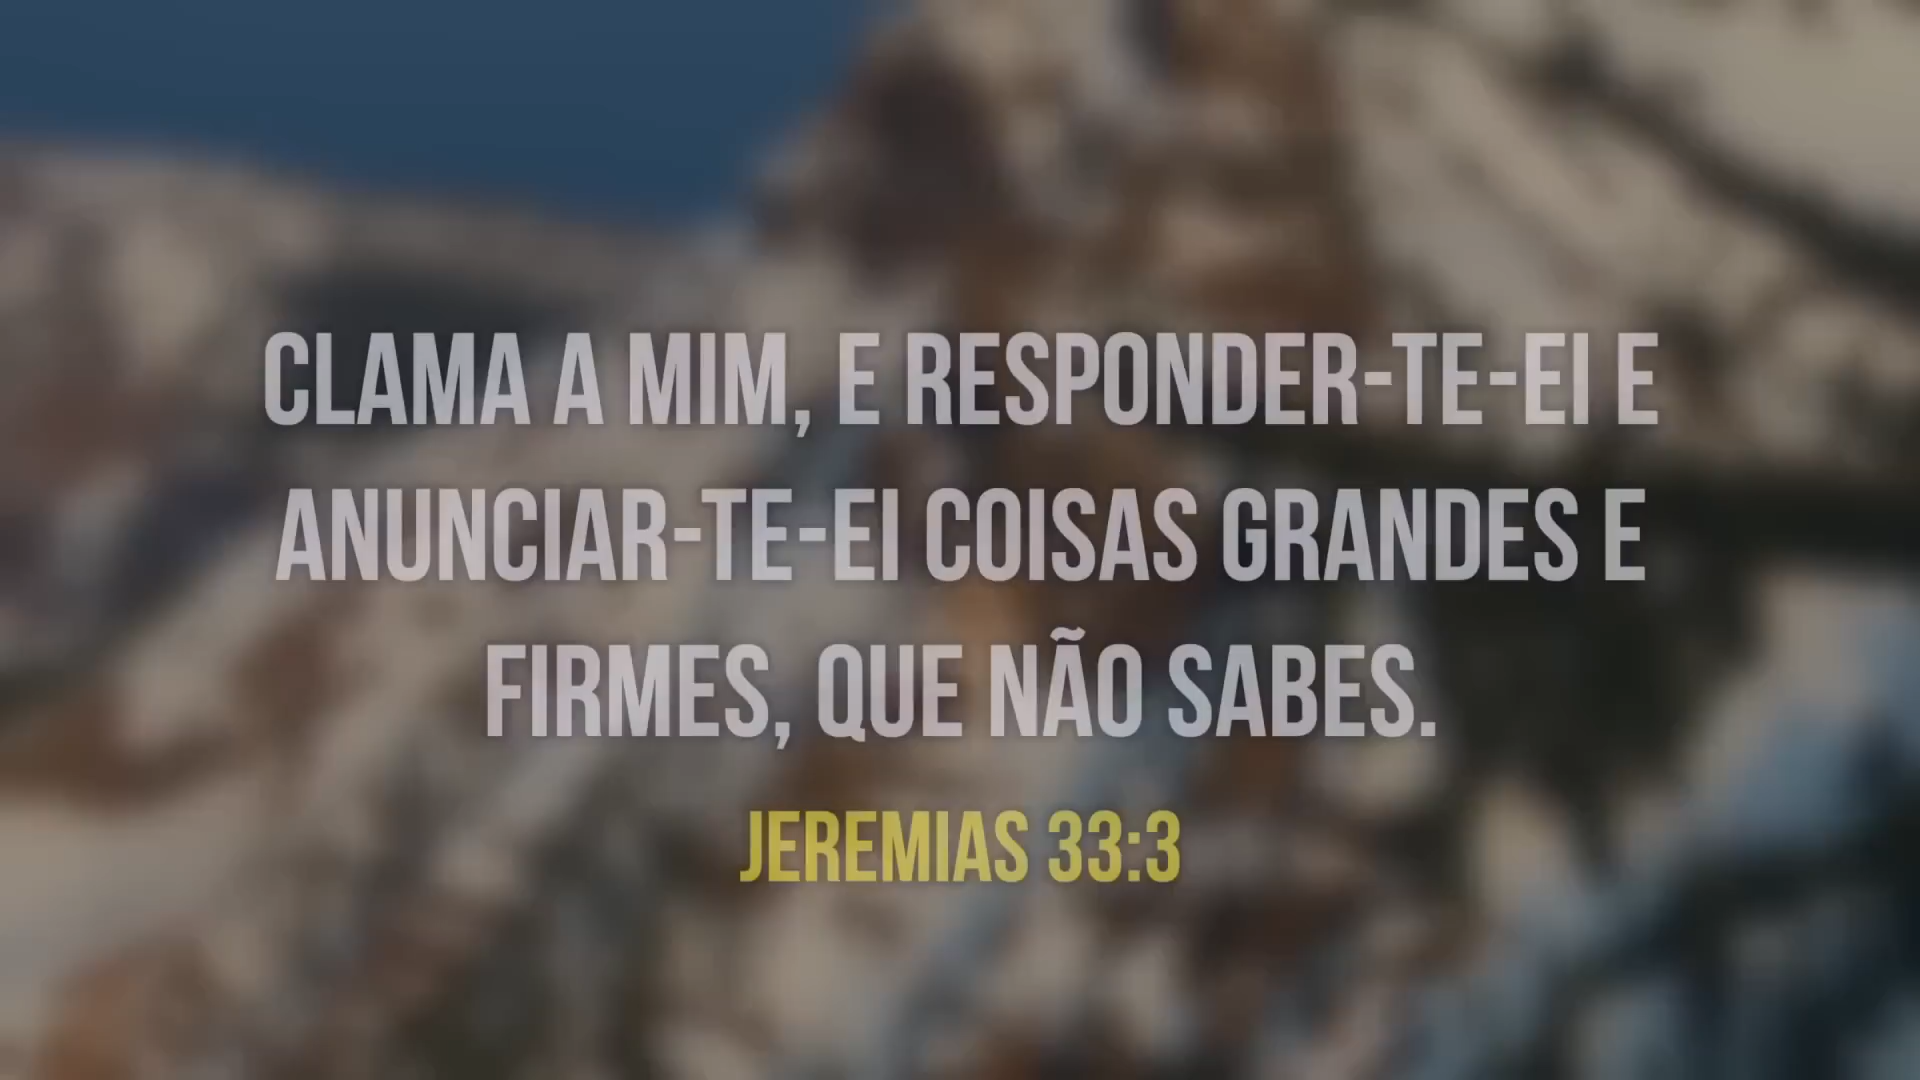 CLAMA A MIM, E RESPONDER-TE-EI E
ANUNCIAR-TE-EI COISAS GRANDES E
FIRMES, QUE NÃO SABES.
JEREMIAS 33:3